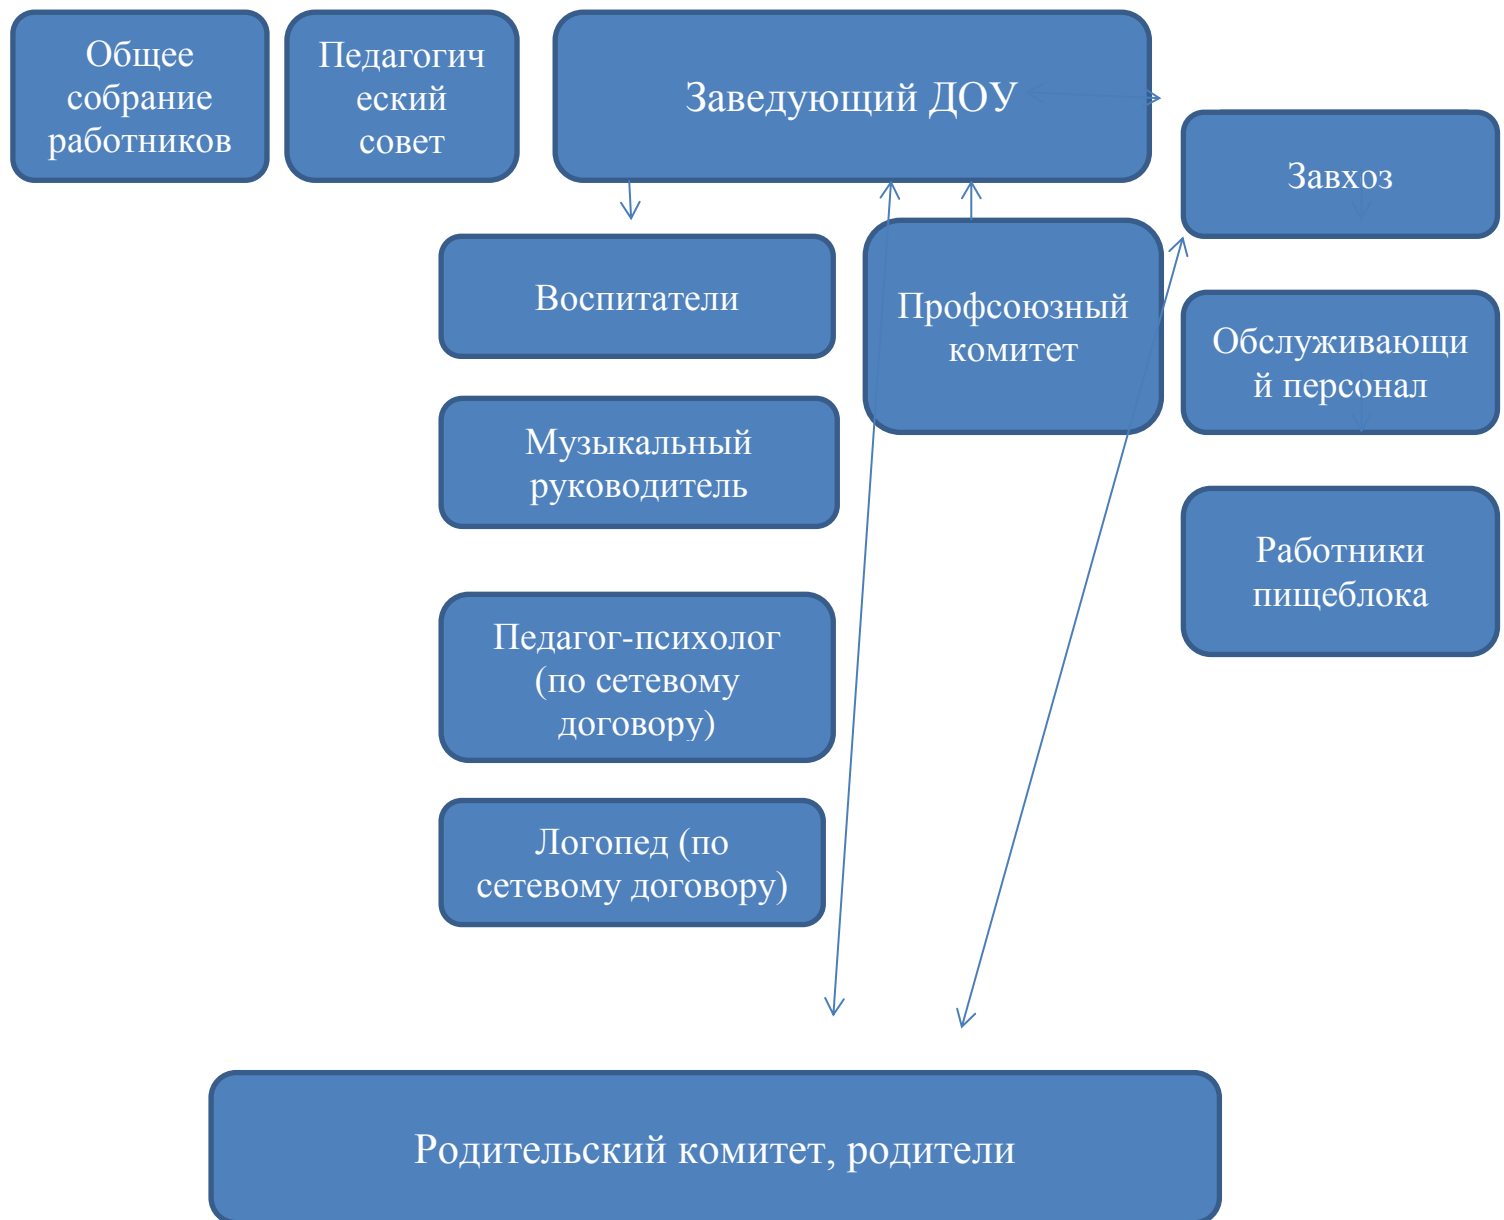 Общее
собрание
работников
Педагогич
еский
совет
Заведующий ДОУ
Завхоз
Воспитатели
Профсоюзный
комитет
Обслуживающи
й персонал
Музыкальный
руководитель
Работники
пищеблока
Педагог-психолог
(по сетевому
договору)
Логопед (по
сетевому договору)
Родительский комитет, родители